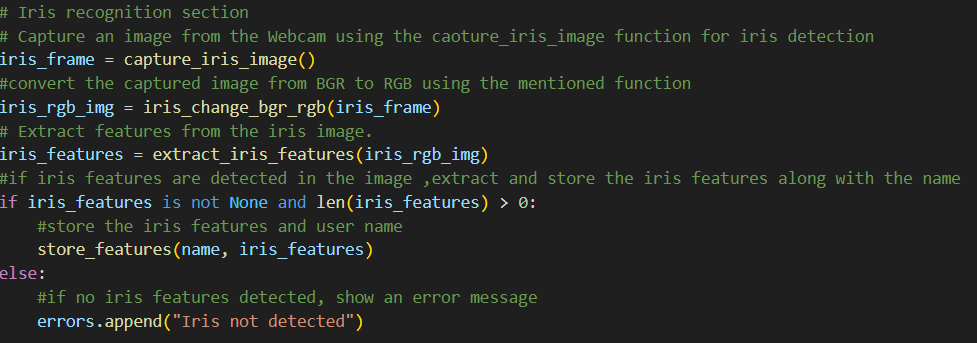 # Iris recognition section
# Capture an image from the Webcam using the caoture_iris_image function for iris detection
iris_frame = capture_iris_image()
#convert the captured image from BGR to RGB using the mentioned function
iris_rgb_img = iris_change_bgr_rgb(iris_frame)
# Extract features from the iris image.
iris_features = extract_iris_features(iris_rgb_img)
#if iris features are detected in the image ,extract and store the iris features along with the name
if iris_features is not None and len(iris_features) > 0:
    #store the iris features and user name
    store_features(name, iris_features)
else:
    #if no iris features detected, show an error message
    errors.append("Iris not detected")